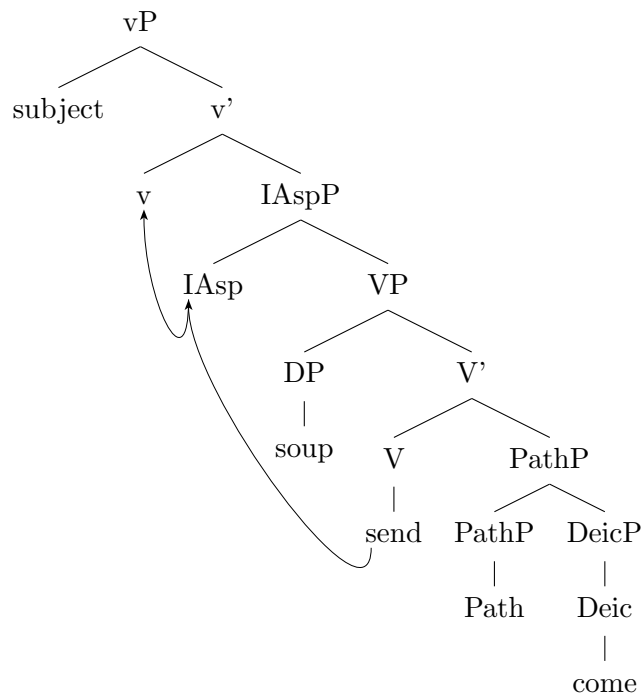 vP
subject v'
v IAspP
IAsp VP
DP V'
soup V PathP
send PathP DeicP
Path Deic
come